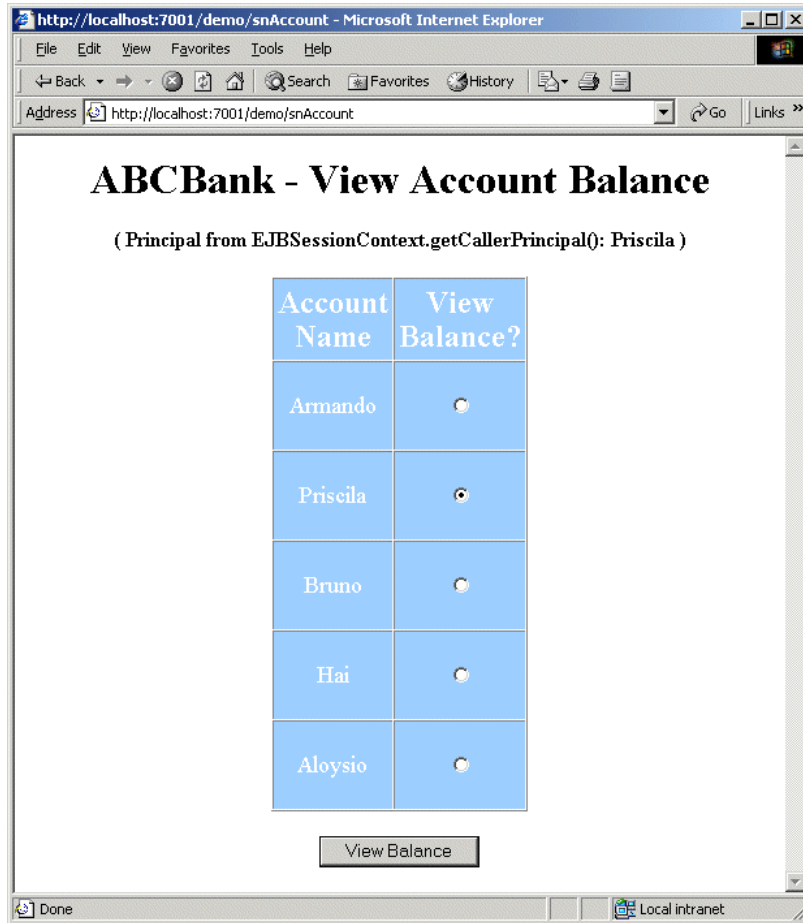 http://localhost:7001/demo/snAccount - Microsoft Internet Explorer
File Edit View Favorites Tools Help
Back Search Favorites History
Address http://localhost:7001/demo/snAccount Go Links »
ABCBank - View Account Balance
( Principal from EJBSessionContext.getCallerPrincipal(): Priscila )
Account Name View Balance?
Armando
Priscila
Bruno
Hai
Aloysio
View Balance
Done Local intranet